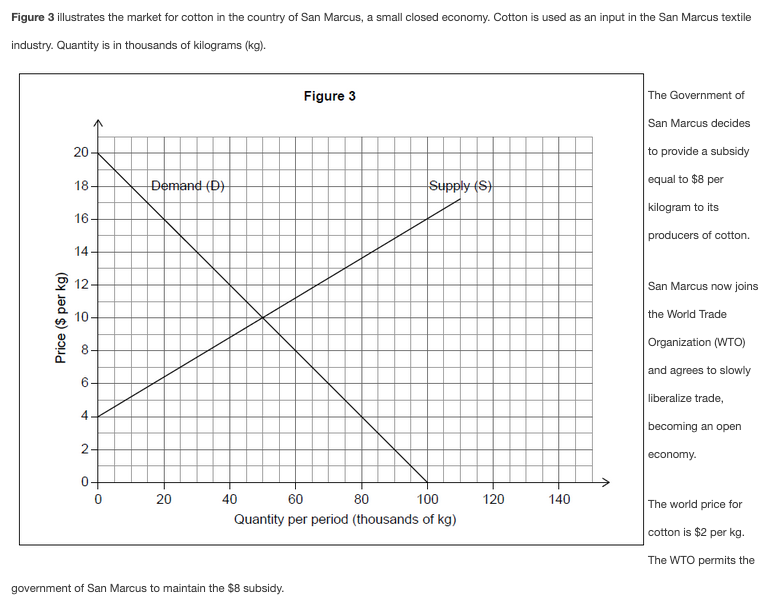 Figure 3 illustrates the market for cotton in the country of San Marcus, a small closed economy. Cotton is used as an input in the San Marcus textile
industry. Quantity is in thousands of kilograms (kg).
Figure 3
20
18
16
14
12
10
8
6
4
2
0
Demand (D)
Supply (S)
Price ($ per kg)
0 20 40 60 80 100 120 140
Quantity per period (thousands of kg)
The Government of
San Marcus decides
to provide a subsidy
equal to $8 per
kilogram to its
producers of cotton.
San Marcus now joins
the World Trade
Organization (WTO)
and agrees to slowly
liberalize trade,
becoming an open
economy.
The world price for
cotton is $2 per kg.
The WTO permits the
government of San Marcus to maintain the $8 subsidy.